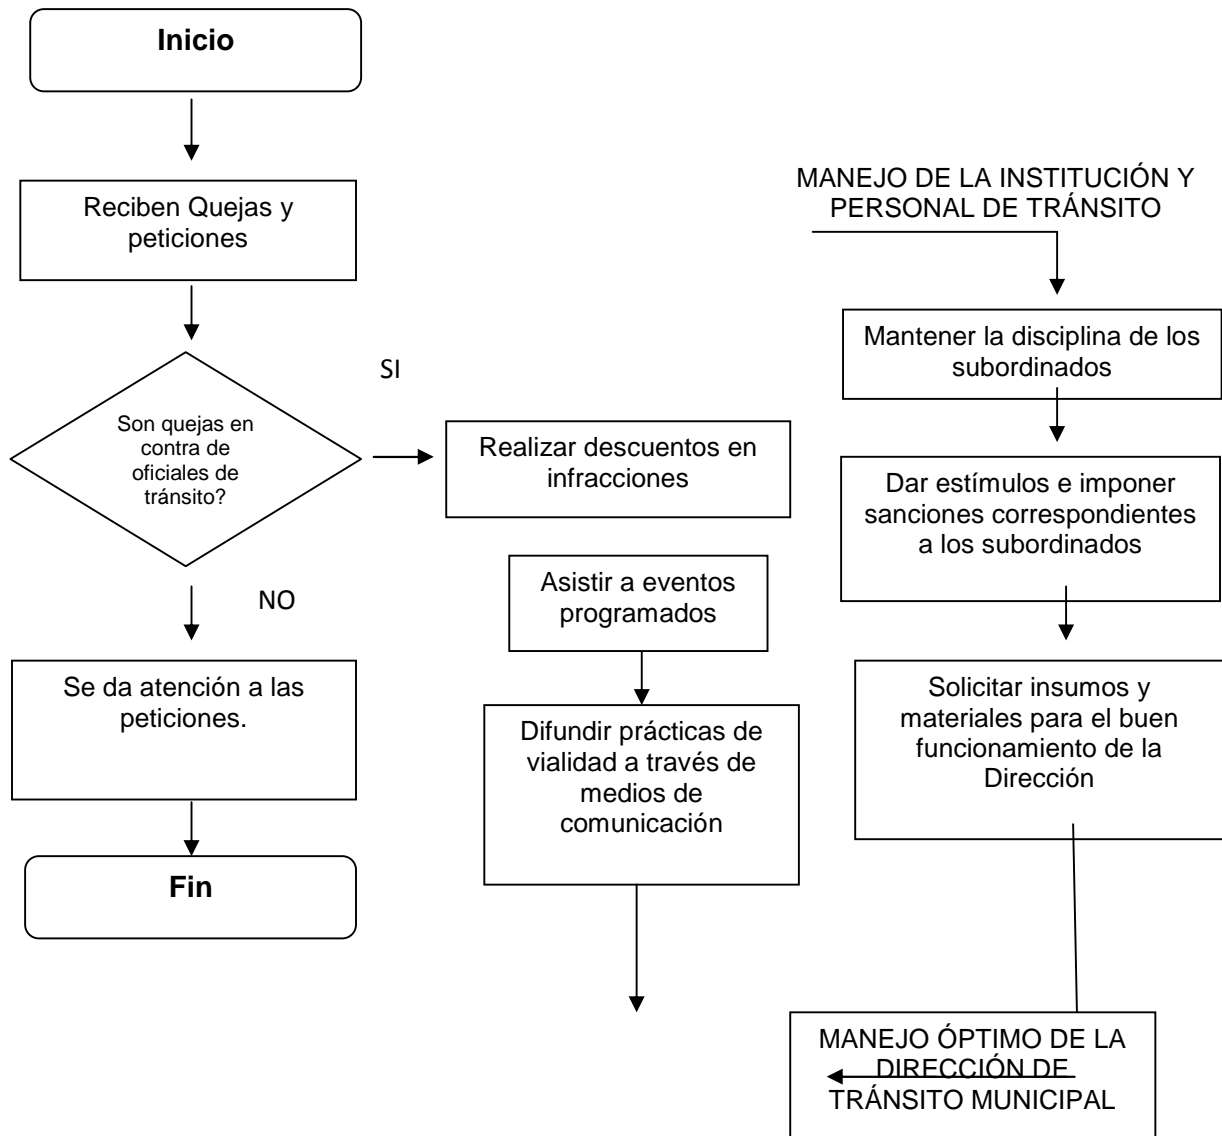 Inicio
Reciben Quejas y
peticiones
Son quejas en
contra de
oficiales de
tránsito?
SI
NO
Se da atención a las
peticiones.
Fin
Realizar descuentos en
infracciones
Asistir a eventos
programados
Difundir prácticas de
vialidad a través de
medios de
comunicación
MANEJO DE LA INSTITUCIÓN Y
PERSONAL DE TRÁNSITO
Mantener la disciplina de los
subordinados
Dar estímulos e imponer
sanciones correspondientes
a los subordinados
Solicitar insumos y
materiales para el buen
funcionamiento de la
Dirección
MANEJO ÓPTIMO DE LA
DIRECCIÓN DE
TRÁNSITO MUNICIPAL